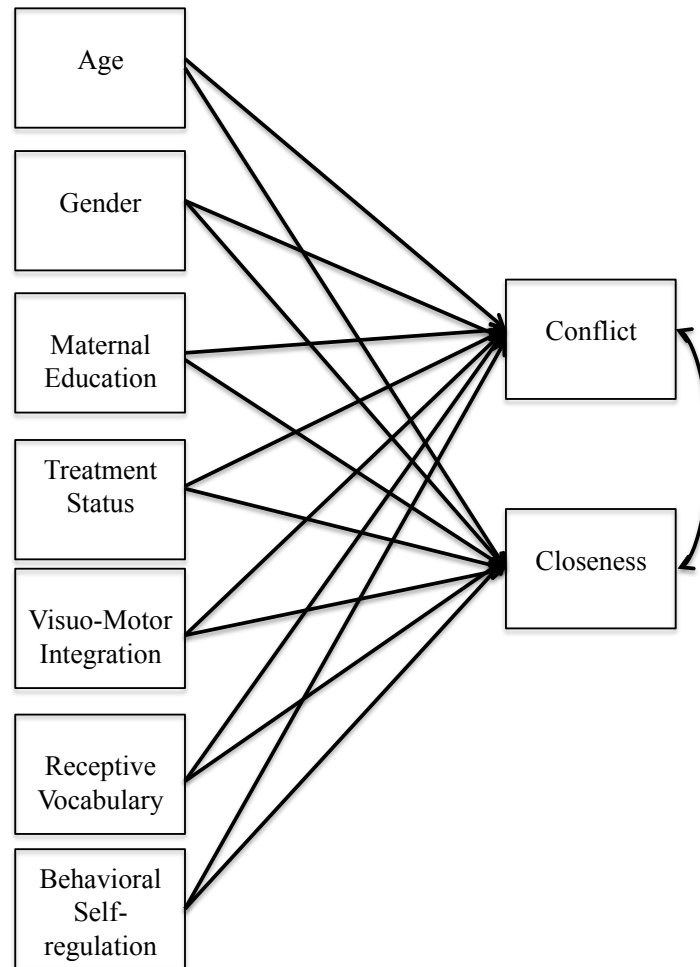 Age
Gender
Maternal
Education
Treatment
Status
Visuo-Motor
Integration
Receptive
Vocabulary
Behavioral
Self-
regulation
Conflict
Closeness